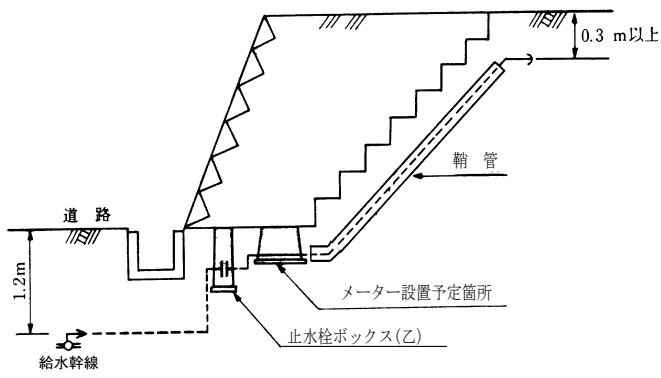 0.3 m以上
鞘 管
道 路
1.2m
メーター設置予定箇所
止水栓ボックス(乙)
給水幹線